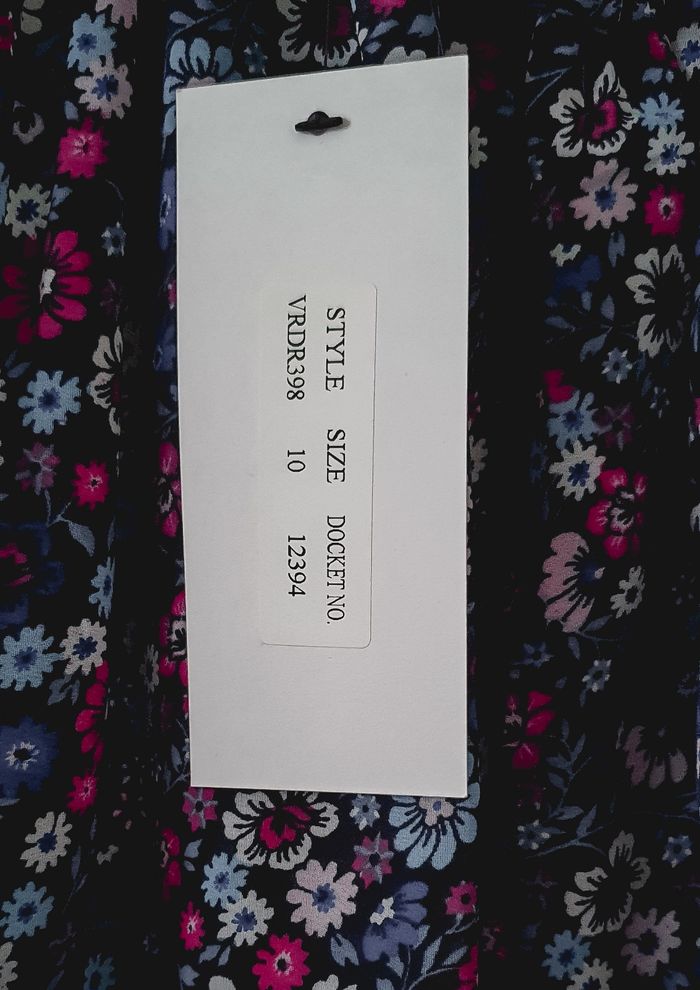 STYLE SIZE DOCKET NO.
VRDR398 10 12394